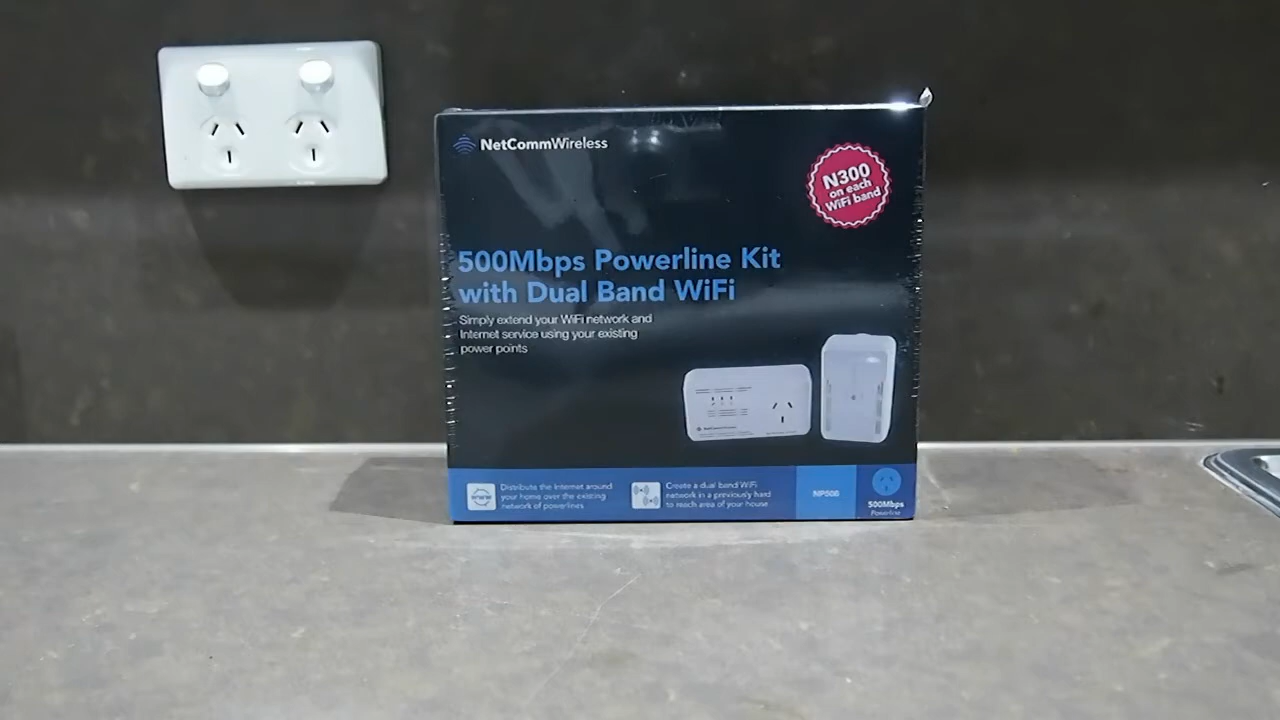 NetCommWireless
N300
on each
WiFi band
500Mbps Powerline Kit
with Dual Band WiFi
Simply extend your WiFi network and
Internet service using your existing
power points
NetCommWireless
Distribute the Internet around
your home over the existing
network of powerlines
Create a dual band WiFi
network in a previously hard
to reach area of your house
NP508
500Mbps
Powerline